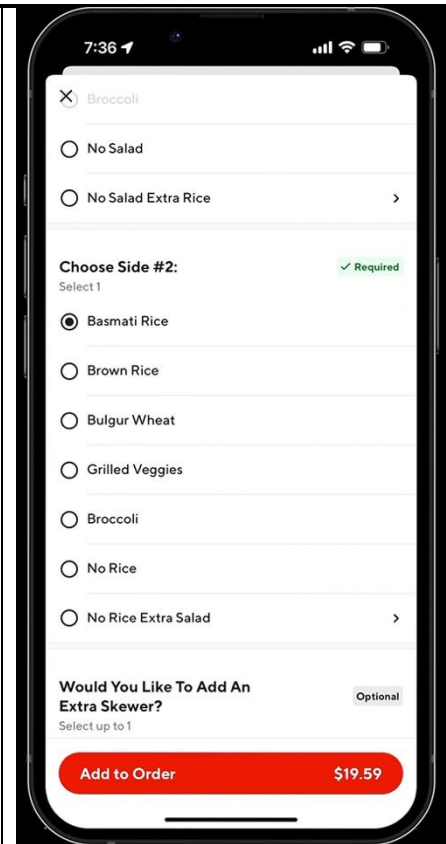 7:36
Broccoli
No Salad
No Salad Extra Rice
Choose Side #2:
✓ Required
Select 1
Basmati Rice
Brown Rice
Bulgur Wheat
Grilled Veggies
Broccoli
No Rice
No Rice Extra Salad
Would You Like To Add An
Extra Skewer?
Optional
Select up to 1
Add to Order $19.59